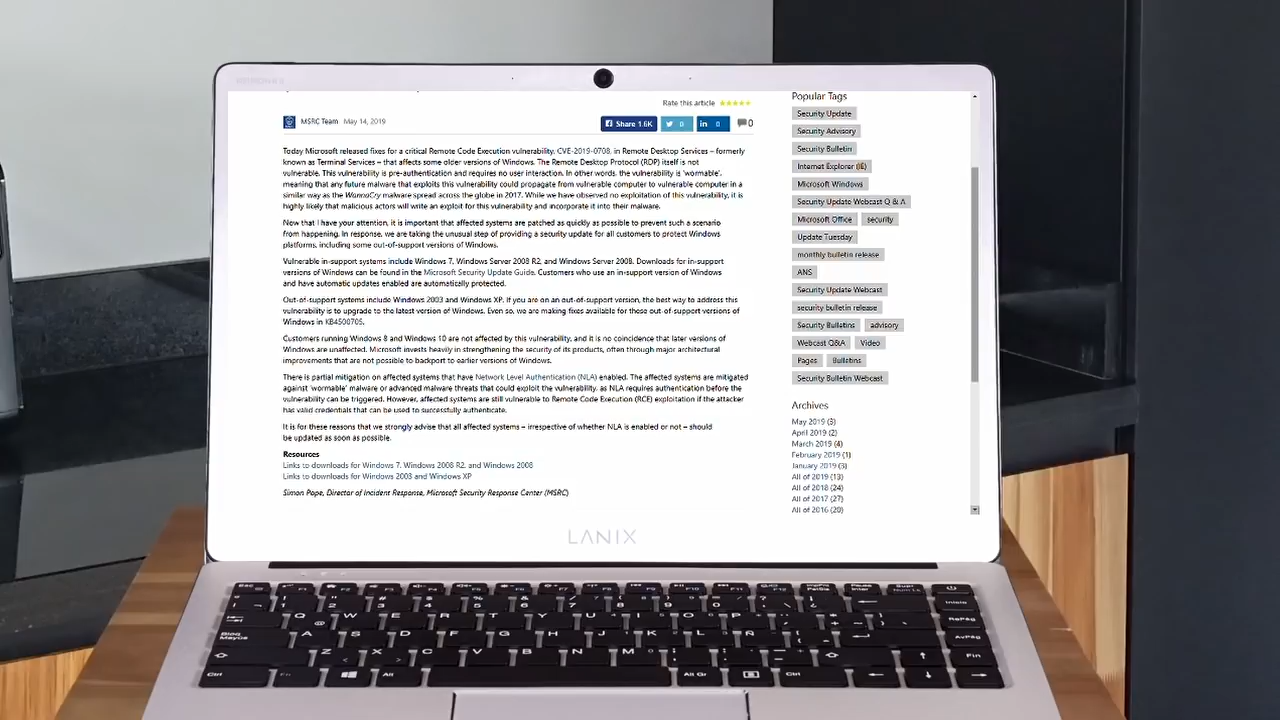 Rate this article
MSRC Team May 14, 2019
Share 1.6K 0 in 0 0
Today Microsoft released fixes for a critical Remote Code Execution vulnerability, CVE-2019-0708, in Remote Desktop Services – formerly
known as Terminal Services – that affects some older versions of Windows. The Remote Desktop Protocol (RDP) itself is not
vulnerable. This vulnerability is pre-authentication and requires no user interaction. In other words, the vulnerability is 'wormable',
meaning that any future malware that exploits this vulnerability could propagate from vulnerable computer to vulnerable computer in a
similar way as the WannaCry malware spread across the globe in 2017. While we have observed no exploitation of this vulnerability, it is
highly likely that malicious actors will write an exploit for this vulnerability and incorporate it into their malware.
Now that I have your attention, it is important that affected systems are patched as quickly as possible to prevent such a scenario
from happening. In response, we are taking the unusual step of providing a security update for all customers to protect Windows
platforms, including some out-of-support versions of Windows.
Vulnerable in-support systems include Windows 7, Windows Server 2008 R2, and Windows Server 2008. Downloads for in-support
versions of Windows can be found in the Microsoft Security Update Guide. Customers who use an in-support version of Windows
and have automatic updates enabled are automatically protected.
Out-of-support systems include Windows 2003 and Windows XP. If you are on an out-of-support version, the best way to address this
vulnerability is to upgrade to the latest version of Windows. Even so, we are making fixes available for these out-of-support versions of
Windows in KB4500705.
Customers running Windows 8 and Windows 10 are not affected by this vulnerability, and it is no coincidence that later versions of
Windows are unaffected. Microsoft invests heavily in strengthening the security of its products, often through major architectural
improvements that are not possible to backport to earlier versions of Windows.
There is partial mitigation on affected systems that have Network Level Authentication (NLA) enabled. The affected systems are mitigated
against 'wormable' malware or advanced malware threats that could exploit the vulnerability, as NLA requires authentication before the
vulnerability can be triggered. However, affected systems are still vulnerable to Remote Code Execution (RCE) exploitation if the attacker
has valid credentials that can be used to successfully authenticate.
It is for these reasons that we strongly advise that all affected systems – irrespective of whether NLA is enabled or not – should
be updated as soon as possible.
Resources
Links to downloads for Windows 7, Windows 2008 R2, and Windows 2008
Links to downloads for Windows 2003 and Windows XP
Simon Pope, Director of Incident Response, Microsoft Security Response Center (MSRC)
Popular Tags
Security Update
Security Advisory
Security Bulletin
Internet Explorer (IE)
Microsoft Windows
Security Update Webcast Q & A
Microsoft Office security
Update Tuesday
monthly bulletin release
ANS
Security Update Webcast
security bulletin release
Security Bulletins advisory
Webcast Q&A Video
Pages Bulletins
Security Bulletin Webcast
Archives
May 2019 (3)
April 2019 (2)
March 2019 (4)
February 2019 (1)
January 2019 (3)
All of 2019 (13)
All of 2018 (24)
All of 2017 (27)
All of 2016 (20)
LANIX
Q W E R T Y U I O P
Bloq Mayús A S D F G H J K L Ñ
Z X C V B N M
Ctrl Fn Alt Alt Gr Ctrl
Inicio
RePág
AvPág
Fin